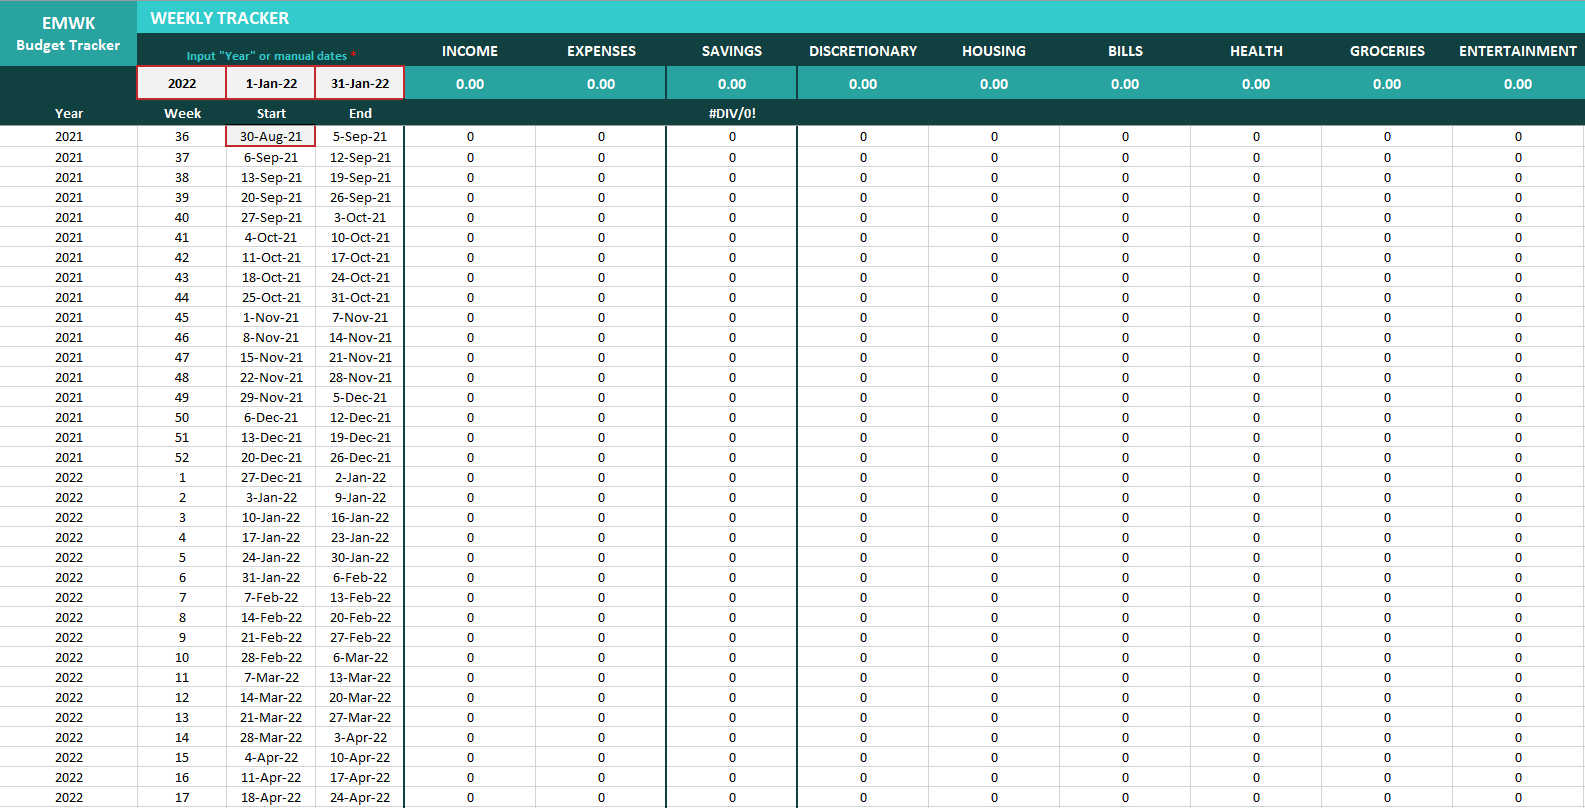 EMWK
Budget Tracker
WEEKLY TRACKER
Input "Year" or manual dates *
INCOME EXPENSES SAVINGS DISCRETIONARY HOUSING BILLS HEALTH GROCERIES ENTERTAINMENT
2022 1-Jan-22 31-Jan-22 0.00 0.00 0.00 0.00 0.00 0.00 0.00 0.00 0.00
Year Week Start End #DIV/0!
2021 36 30-Aug-21 5-Sep-21 0 0 0 0 0 0 0 0 0
2021 37 6-Sep-21 12-Sep-21 0 0 0 0 0 0 0 0 0
2021 38 13-Sep-21 19-Sep-21 0 0 0 0 0 0 0 0 0
2021 39 20-Sep-21 26-Sep-21 0 0 0 0 0 0 0 0 0
2021 40 27-Sep-21 3-Oct-21 0 0 0 0 0 0 0 0 0
2021 41 4-Oct-21 10-Oct-21 0 0 0 0 0 0 0 0 0
2021 42 11-Oct-21 17-Oct-21 0 0 0 0 0 0 0 0 0
2021 43 18-Oct-21 24-Oct-21 0 0 0 0 0 0 0 0 0
2021 44 25-Oct-21 31-Oct-21 0 0 0 0 0 0 0 0 0
2021 45 1-Nov-21 7-Nov-21 0 0 0 0 0 0 0 0 0
2021 46 8-Nov-21 14-Nov-21 0 0 0 0 0 0 0 0 0
2021 47 15-Nov-21 21-Nov-21 0 0 0 0 0 0 0 0 0
2021 48 22-Nov-21 28-Nov-21 0 0 0 0 0 0 0 0 0
2021 49 29-Nov-21 5-Dec-21 0 0 0 0 0 0 0 0 0
2021 50 6-Dec-21 12-Dec-21 0 0 0 0 0 0 0 0 0
2021 51 13-Dec-21 19-Dec-21 0 0 0 0 0 0 0 0 0
2021 52 20-Dec-21 26-Dec-21 0 0 0 0 0 0 0 0 0
2022 1 27-Dec-21 2-Jan-22 0 0 0 0 0 0 0 0 0
2022 2 3-Jan-22 9-Jan-22 0 0 0 0 0 0 0 0 0
2022 3 10-Jan-22 16-Jan-22 0 0 0 0 0 0 0 0 0
2022 4 17-Jan-22 23-Jan-22 0 0 0 0 0 0 0 0 0
2022 5 24-Jan-22 30-Jan-22 0 0 0 0 0 0 0 0 0
2022 6 31-Jan-22 6-Feb-22 0 0 0 0 0 0 0 0 0
2022 7 7-Feb-22 13-Feb-22 0 0 0 0 0 0 0 0 0
2022 8 14-Feb-22 20-Feb-22 0 0 0 0 0 0 0 0 0
2022 9 21-Feb-22 27-Feb-22 0 0 0 0 0 0 0 0 0
2022 10 28-Feb-22 6-Mar-22 0 0 0 0 0 0 0 0 0
2022 11 7-Mar-22 13-Mar-22 0 0 0 0 0 0 0 0 0
2022 12 14-Mar-22 20-Mar-22 0 0 0 0 0 0 0 0 0
2022 13 21-Mar-22 27-Mar-22 0 0 0 0 0 0 0 0 0
2022 14 28-Mar-22 3-Apr-22 0 0 0 0 0 0 0 0 0
2022 15 4-Apr-22 10-Apr-22 0 0 0 0 0 0 0 0 0
2022 16 11-Apr-22 17-Apr-22 0 0 0 0 0 0 0 0 0
2022 17 18-Apr-22 24-Apr-22 0 0 0 0 0 0 0 0 0